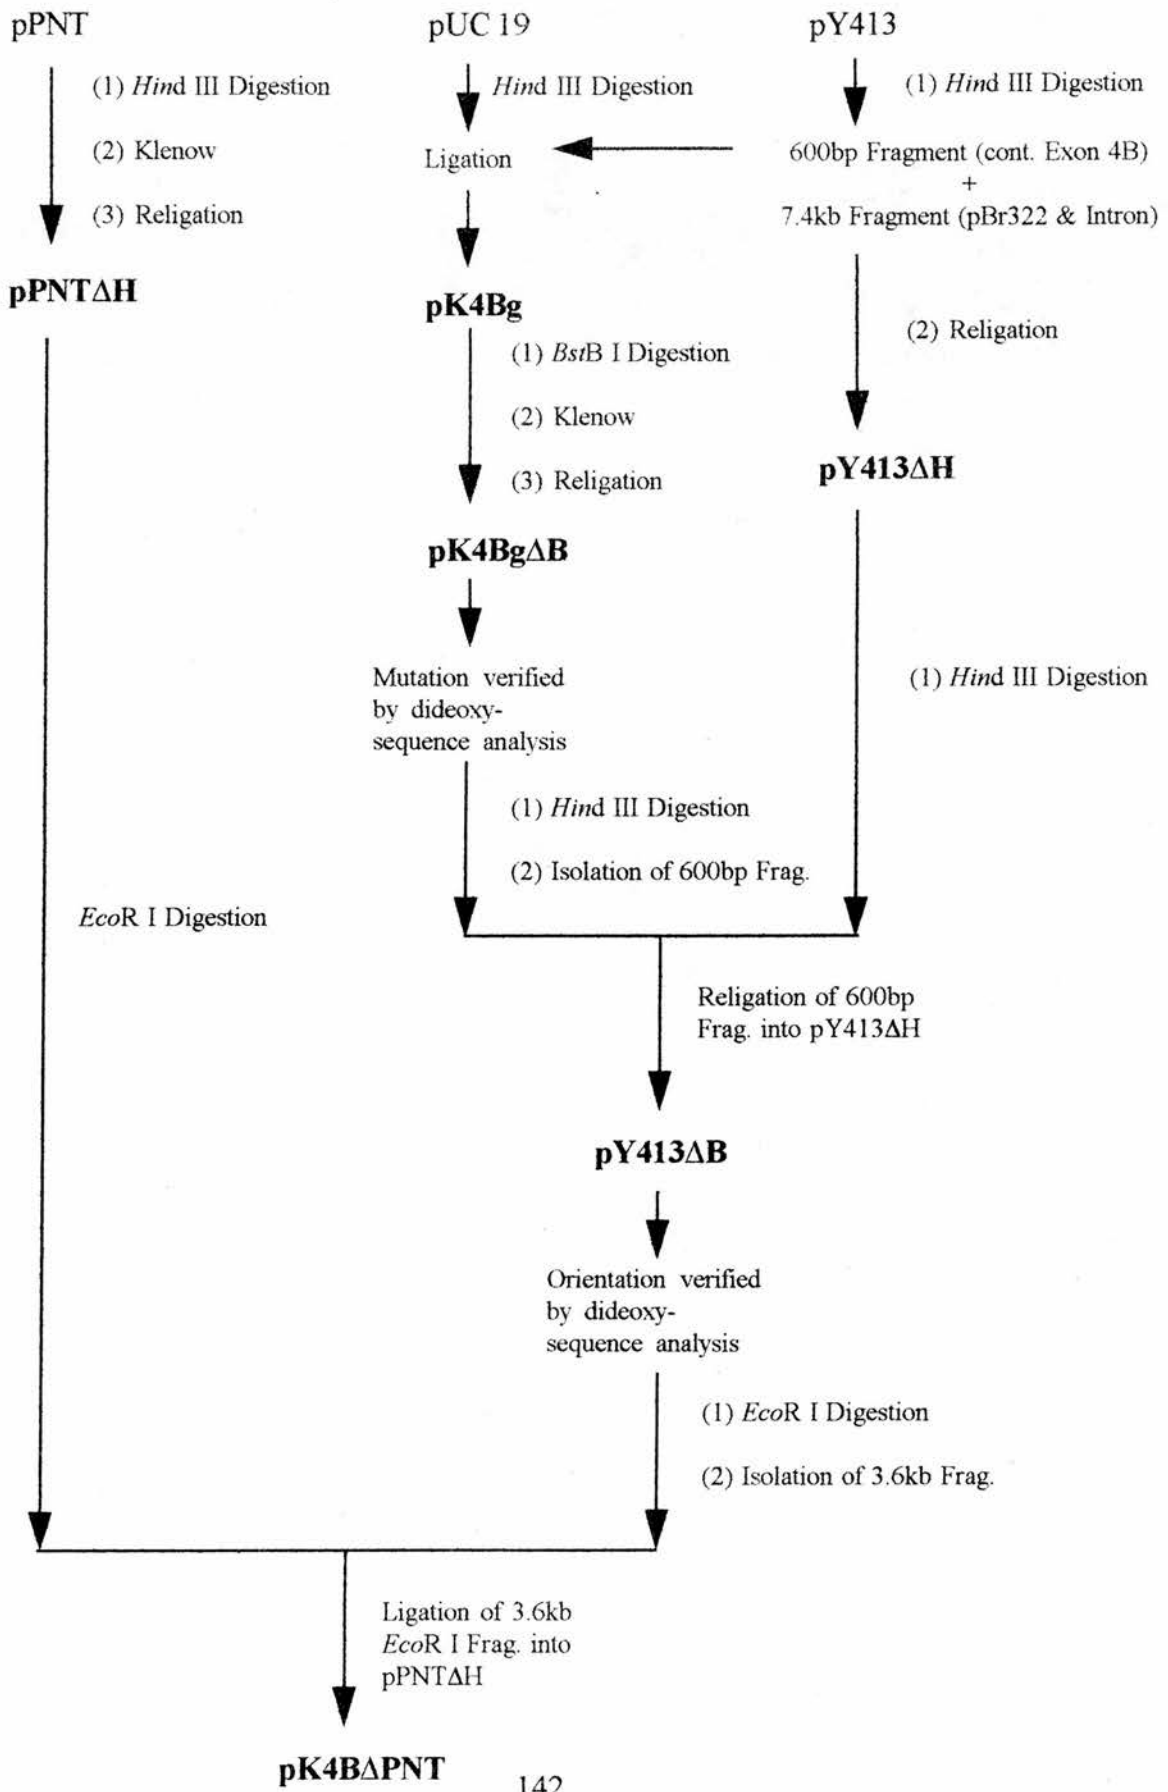 pPNT
pUC 19
pY413
(1) Hind III Digestion
Hind III Digestion
(1) Hind III Digestion
(2) Klenow
Ligation
600bp Fragment (cont. Exon 4B)
+
(3) Religation
7.4kb Fragment (pBr322 & Intron)
pPNTΔH
pK4Bg
(2) Religation
(1) BstB I Digestion
(2) Klenow
(3) Religation
pY413ΔH
pK4BgΔB
Mutation verified
by dideoxy-
sequence analysis
(1) Hind III Digestion
(1) Hind III Digestion
(2) Isolation of 600bp Frag.
EcoR I Digestion
Religation of 600bp
Frag. into pY413ΔH
pY413ΔB
Orientation verified
by dideoxy-
sequence analysis
(1) EcoR I Digestion
(2) Isolation of 3.6kb Frag.
Ligation of 3.6kb
EcoR I Frag. into
pPNTΔH
pK4BΔPNT
142